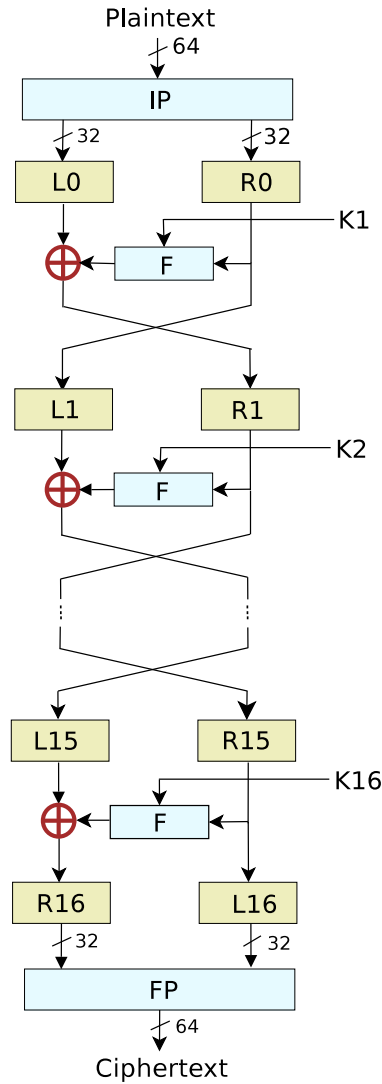 Plaintext
64
IP
32
32
L0
R0
K1
F
L1
R1
K2
F
L15
R15
K16
F
R16
L16
32
32
FP
64
Ciphertext